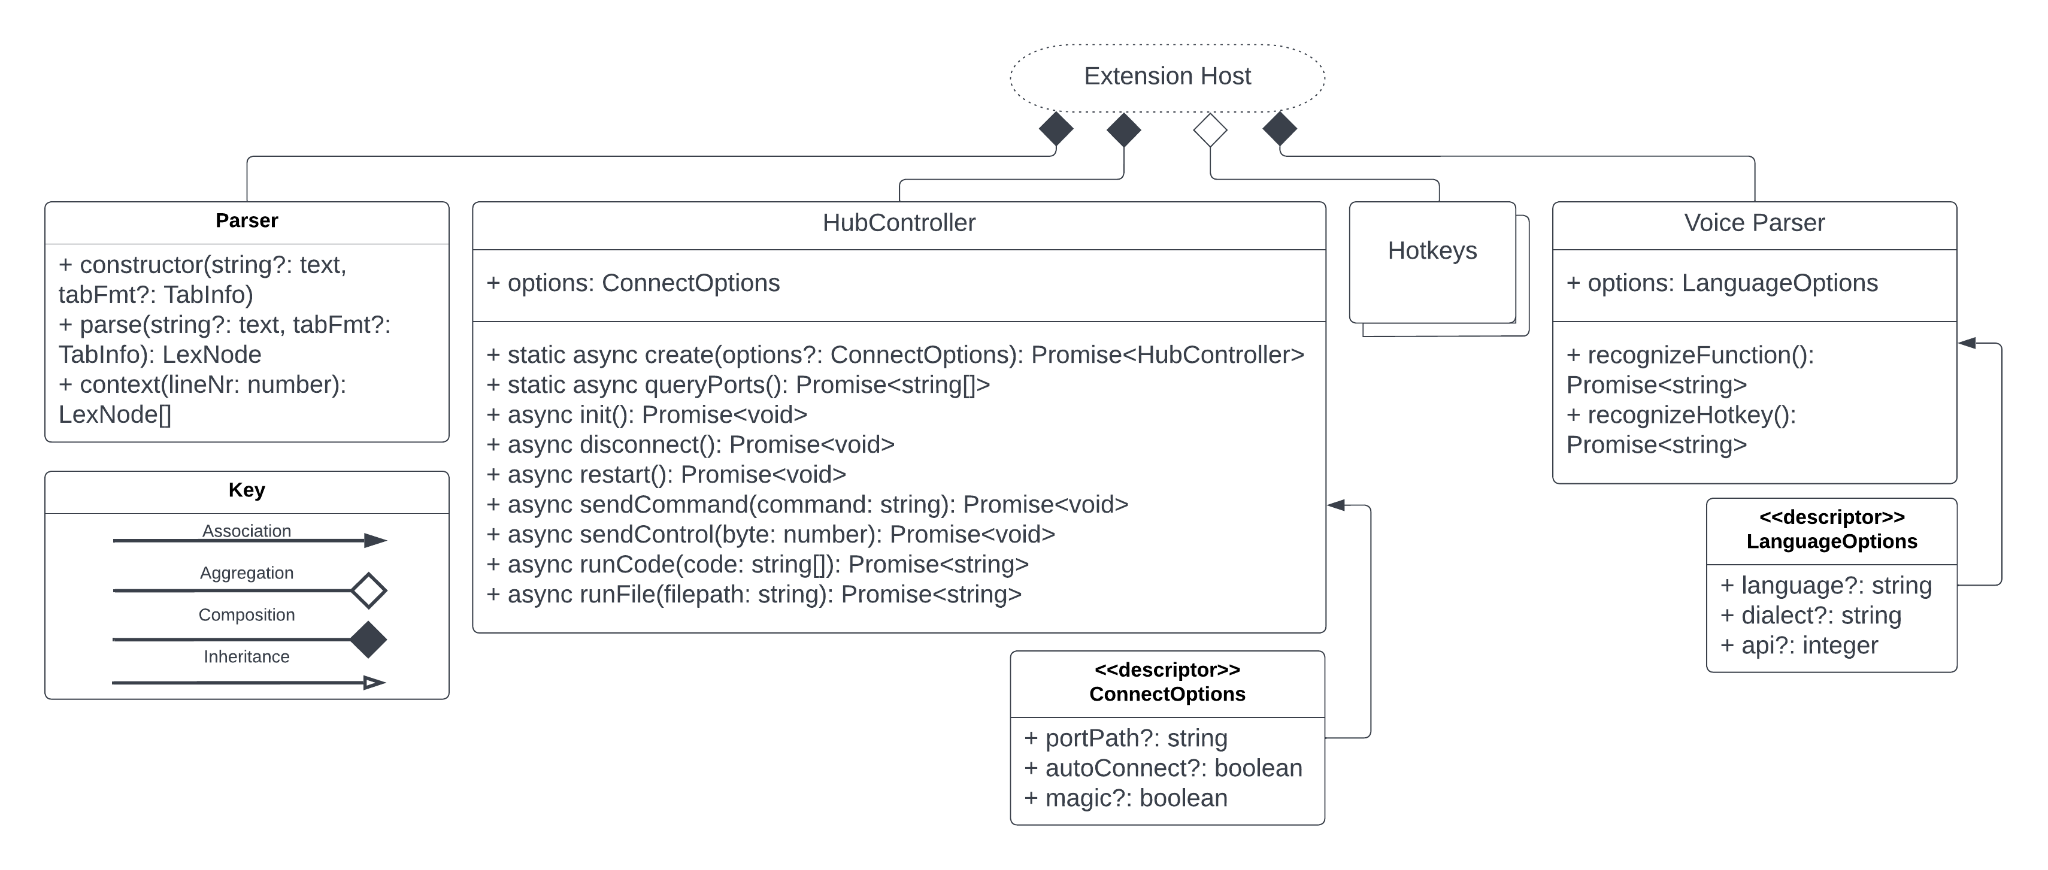 Extension Host
Parser
+ constructor(string?: text,
tabFmt?: TabInfo)
+ parse(string?: text, tabFmt?:
TabInfo): LexNode
+ context(lineNr: number):
LexNode[]
Key
Association
Aggregation
Composition
Inheritance
HubController
+ options: ConnectOptions
+ static async create(options?: ConnectOptions): Promise<HubController>
+ static async queryPorts(): Promise<string[]>
+ async init(): Promise<void>
+ async disconnect(): Promise<void>
+ async restart(): Promise<void>
+ async sendCommand(command: string): Promise<void>
+ async sendControl(byte: number): Promise<void>
+ async runCode(code: string[]): Promise<string>
+ async runFile(filepath: string): Promise<string>
<<descriptor>>
ConnectOptions
+ portPath?: string
+ autoConnect?: boolean
+ magic?: boolean
Hotkeys
Voice Parser
+ options: LanguageOptions
+ recognizeFunction():
Promise<string>
+ recognizeHotkey():
Promise<string>
<<descriptor>>
LanguageOptions
+ language?: string
+ dialect?: string
+ api?: integer